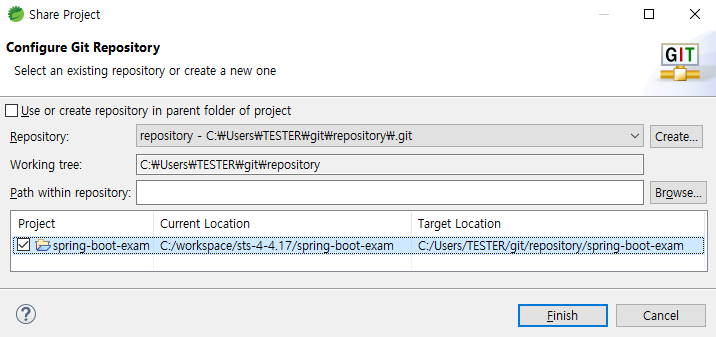 Share Project
Configure Git Repository
Select an existing repository or create a new one
GIT
Use or create repository in parent folder of project
Repository: repository - C:₩Users₩TESTER₩git₩repository₩.git Create...
Working tree: C:₩Users₩TESTER₩git₩repository
Path within repository: Browse...
Project Current Location Target Location
spring-boot-exam C:/workspace/sts-4-4.17/spring-boot-exam C:/Users/TESTER/git/repository/spring-boot-exam
? Finish Cancel